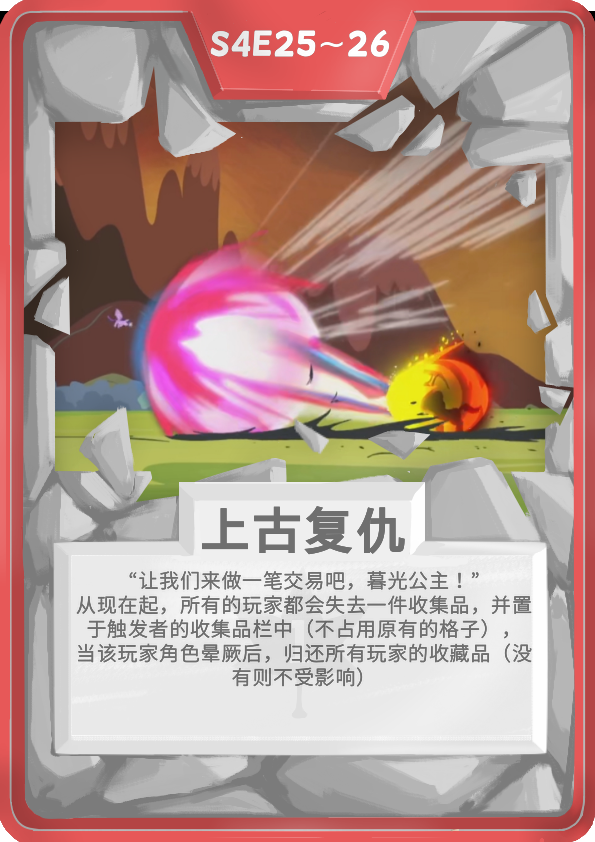 S4E25~26
上古复仇
“让我们来做一笔交易吧，暮光公主！”
从现在起，所有的玩家都会失去一件收集品，并置
于触发者的收集品栏中（不占用原有的格子），
当该玩家角色晕厥后，归还所有玩家的收藏品（没
有则不受影响）